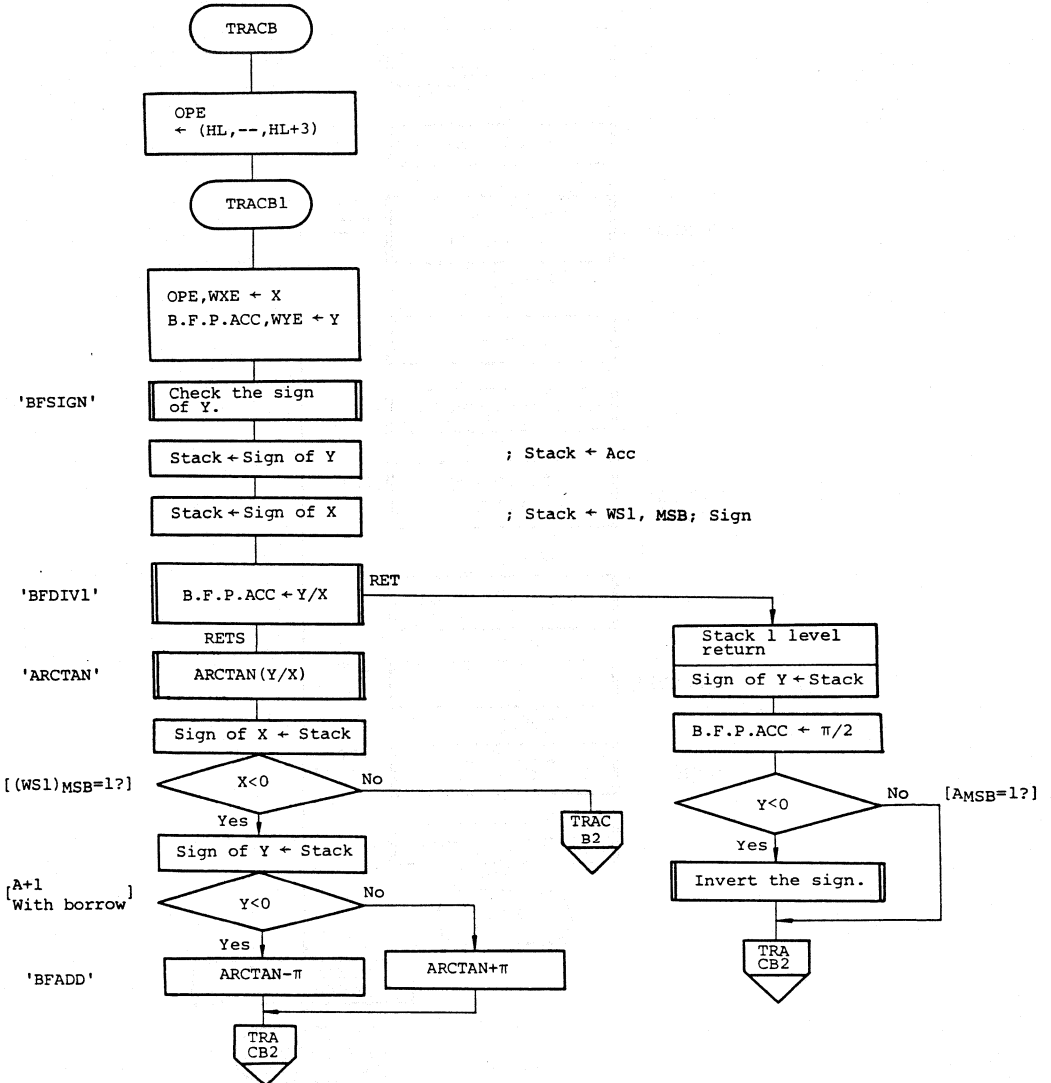 TRACB
OPE
← (HL,--,HL+3)
TRACB1
OPE,WXE ← X
B.F.P.ACC,WYE ← Y
'BFSIGN'
Check the sign
of Y.
Stack ← Sign of Y
; Stack ← Acc
Stack ← Sign of X
; Stack ← WS1, MSB; Sign
'BFDIV1'
B.F.P.ACC ← Y/X
RET
RETS
'ARCTAN'
ARCTAN(Y/X)
Sign of X ← Stack
[(WS1)MSB=1?]
X<0
No
Yes
TRAC
B2
Sign of Y ← Stack
[A+1
With borrow]
Y<0
No
Yes
'BFADD'
ARCTAN-π
ARCTAN+π
TRA
CB2
Stack 1 level
return
Sign of Y ← Stack
B.F.P.ACC ← π/2
Y<0
No
[AMSB=1?]
Yes
Invert the sign.
TRA
CB2